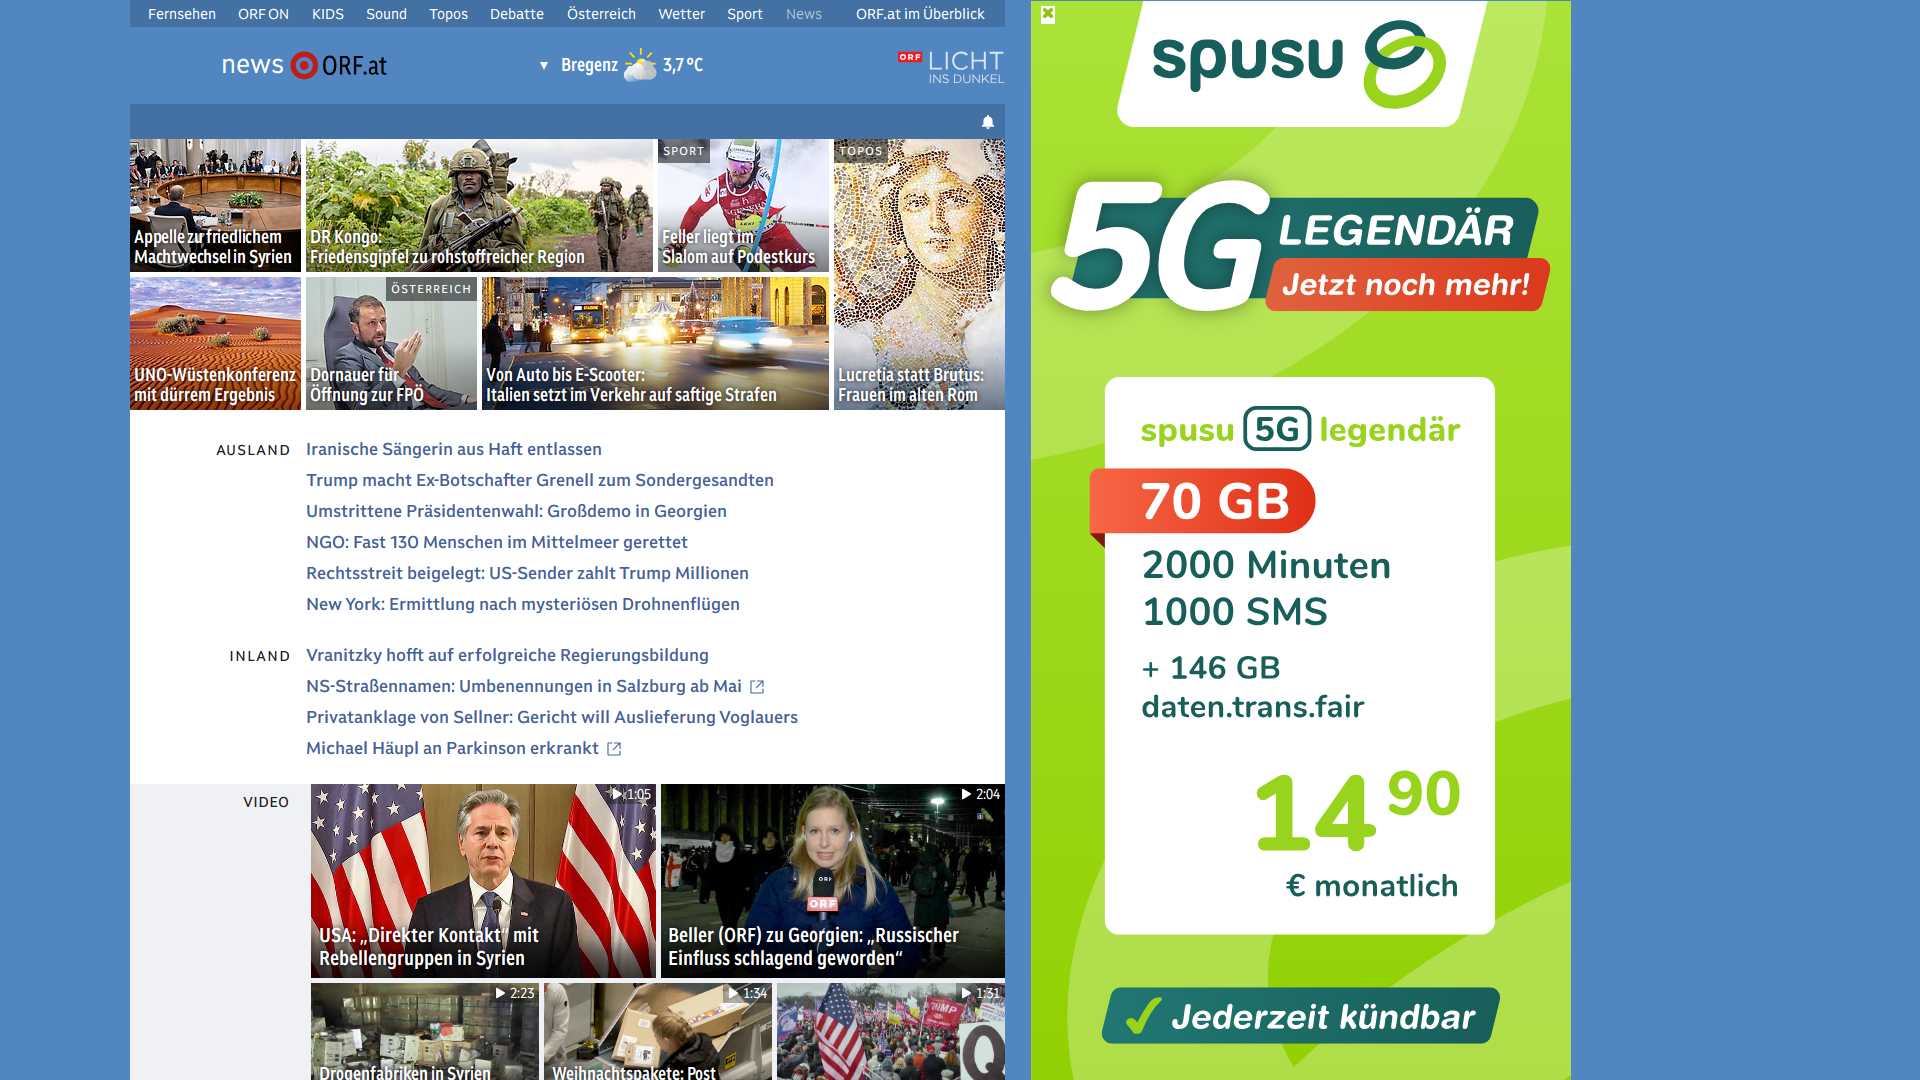 Fernsehen ORF ON KIDS Sound Topos Debatte Österreich Wetter Sport News ORF.at im Überblick
news ORF.at
▼ Bregenz 3,7 °C
ORF LICHT
INS DUNKEL
Appelle zu friedlichem
Machtwechsel in Syrien
DR Kongo:
Friedensgipfel zu rohstoffreicher Region
SPORT
Feller liegt im
Slalom auf Podestkurs
TOPOS
Lucretia statt Brutus:
Frauen im alten Rom
UNO-Wüstenkonferenz
mit dürrem Ergebnis
ÖSTERREICH
Dornauer für
Öffnung zur FPÖ
Von Auto bis E-Scooter:
Italien setzt im Verkehr auf saftige Strafen
AUSLAND
Iranische Sängerin aus Haft entlassen
Trump macht Ex-Botschafter Grenell zum Sondergesandten
Umstrittene Präsidentenwahl: Großdemo in Georgien
NGO: Fast 130 Menschen im Mittelmeer gerettet
Rechtsstreit beigelegt: US-Sender zahlt Trump Millionen
New York: Ermittlung nach mysteriösen Drohnenflügen
INLAND
Vranitzky hofft auf erfolgreiche Regierungsbildung
NS-Straßennamen: Umbenennungen in Salzburg ab Mai
Privatanklage von Sellner: Gericht will Auslieferung Voglauers
Michael Häupl an Parkinson erkrankt
VIDEO
1:05
USA: „Direkter Kontakt“ mit
Rebellengruppen in Syrien
2:04
ORF
ORF
Beller (ORF) zu Georgien: „Russischer
Einfluss schlagend geworden“
2:23
Drogenfabriken in Syrien
1:34
Weihnachtspakete: Post
1:31
TRUMP
Q
spusu
5G LEGENDÄR
Jetzt noch mehr!
spusu 5G legendär
70 GB
2000 Minuten
1000 SMS
+ 146 GB
daten.trans.fair
14 90
€ monatlich
Jederzeit kündbar